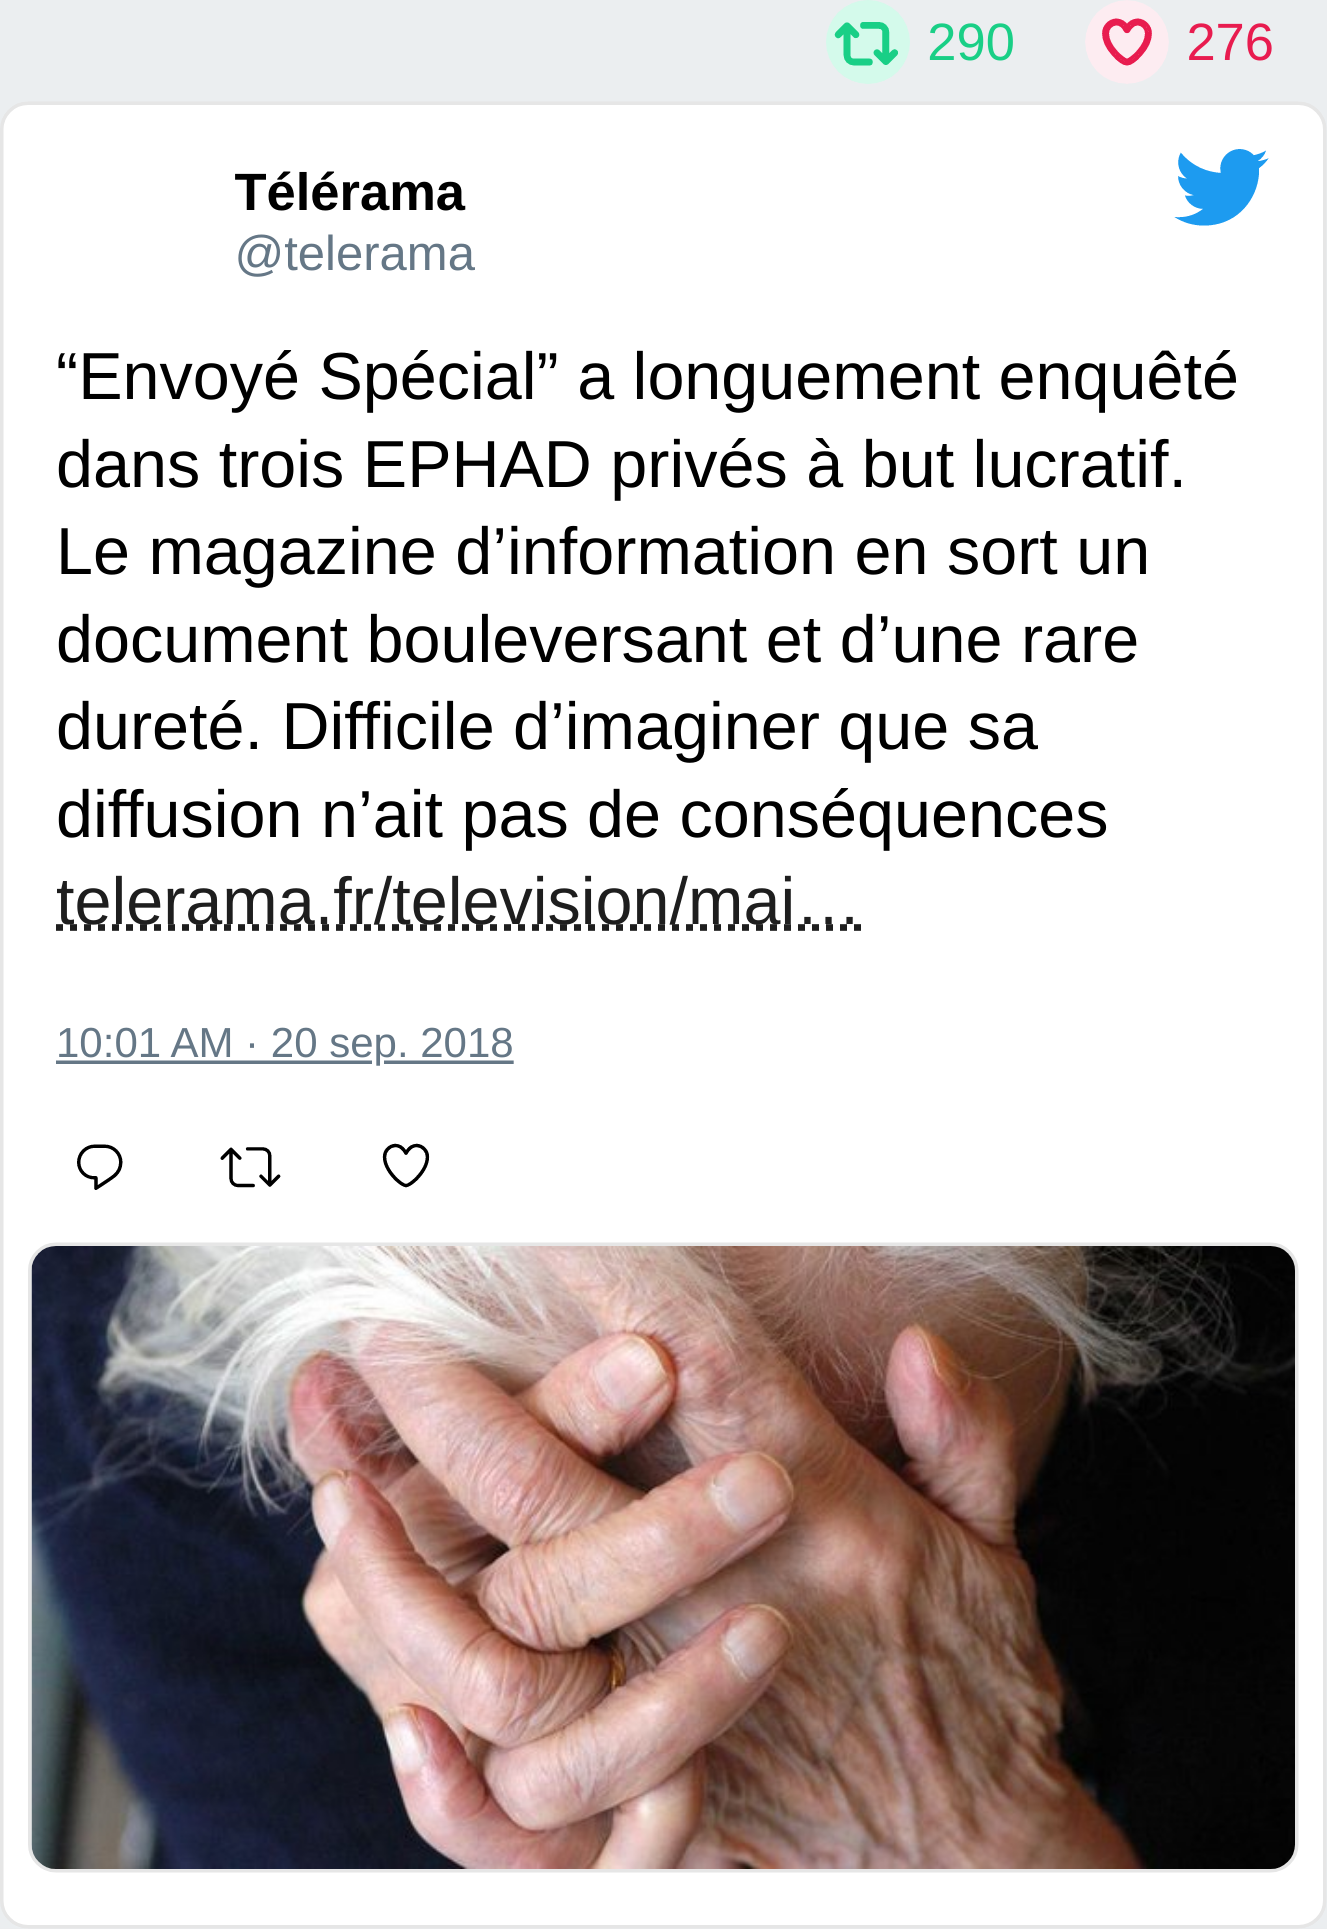 290 276
Télérama
@telerama
“Envoyé Spécial” a longuement enquêté
dans trois EPHAD privés à but lucratif.
Le magazine d’information en sort un
document bouleversant et d’une rare
dureté. Difficile d’imaginer que sa
diffusion n’ait pas de conséquences
telerama.fr/television/mai…
10:01 AM · 20 sep. 2018